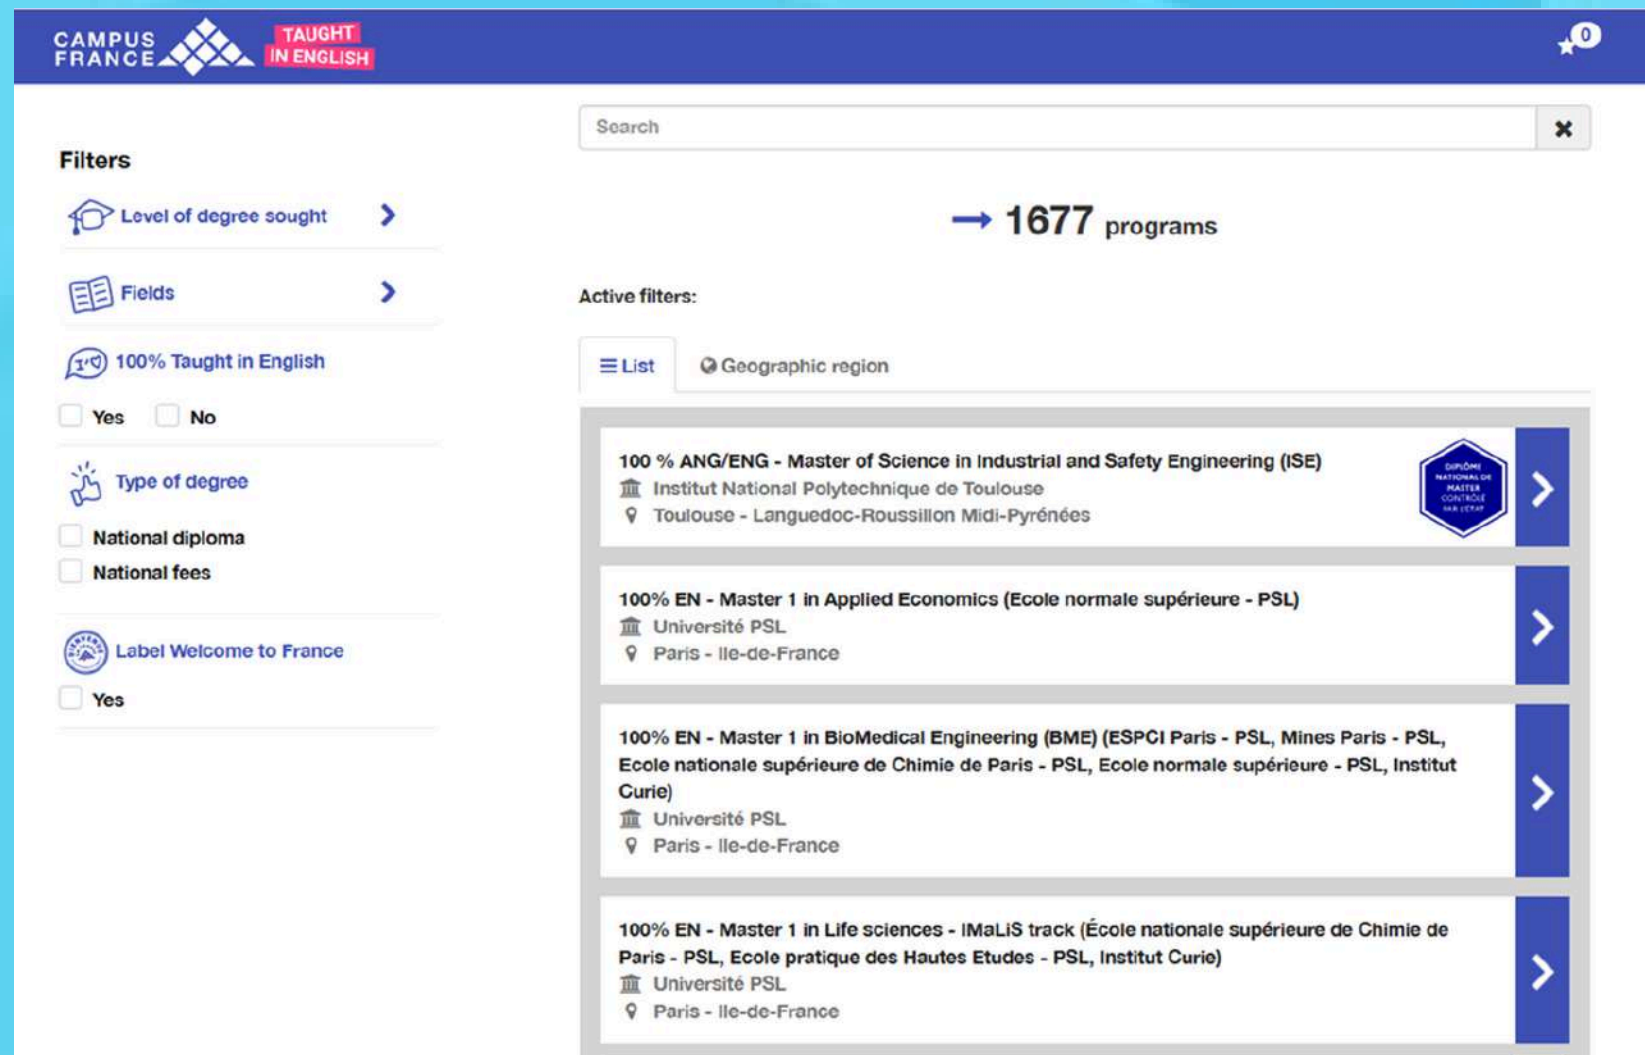 CAMPUS
FRANCE
TAUGHT
IN ENGLISH
0
Search
Filters
Level of degree sought
1677 programs
Fields
Active filters:
100% Taught in English
List
Geographic region
Yes
No
100 % ANG/ENG - Master of Science in Industrial and Safety Engineering (ISE)
Institut National Polytechnique de Toulouse
Toulouse - Languedoc-Roussillon Midi-Pyrénées
DIPLÔME
NATIONAL DE
MASTER
CONTRÔLÉ
PAR L'ÉTAT
Type of degree
National diploma
National fees
100% EN - Master 1 in Applied Economics (Ecole normale supérieure - PSL)
Université PSL
Paris - Ile-de-France
Label Welcome to France
Yes
100% EN - Master 1 in BioMedical Engineering (BME) (ESPCI Paris - PSL, Mines Paris - PSL,
Ecole nationale supérieure de Chimie de Paris - PSL, Ecole normale supérieure - PSL, Institut
Curie)
Université PSL
Paris - Ile-de-France
100% EN - Master 1 in Life sciences - IMaLiS track (École nationale supérieure de Chimie de
Paris - PSL, Ecole pratique des Hautes Etudes - PSL, Institut Curie)
Université PSL
Paris - Ile-de-France